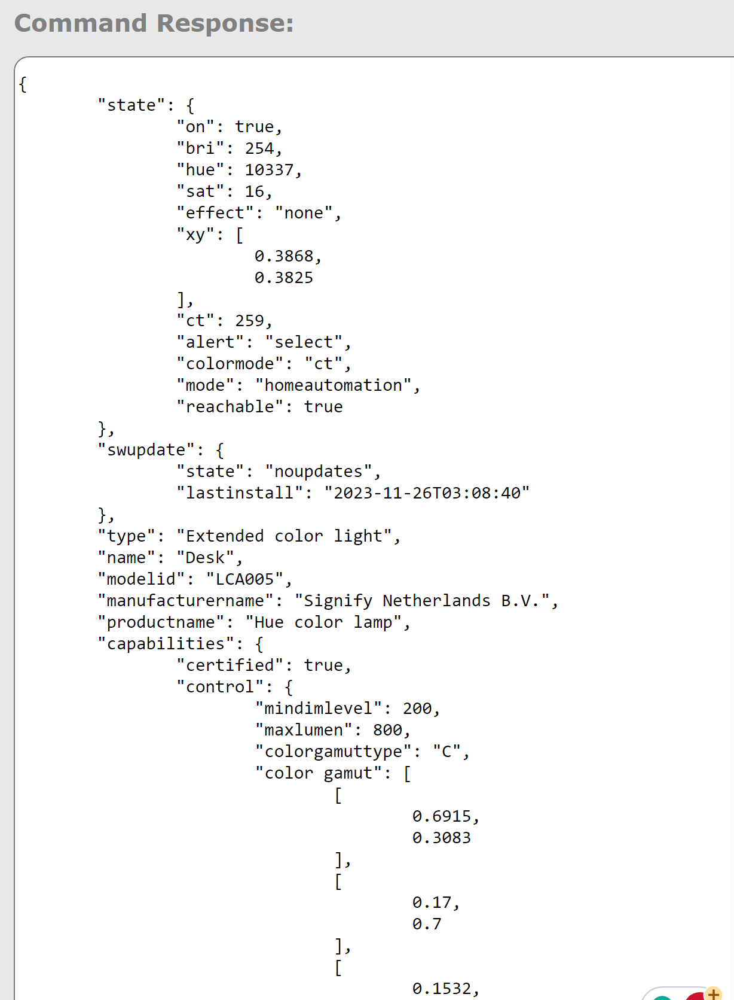 Command Response:
{
"state": {
"on": true,
"bri": 254,
"hue": 10337,
"sat": 16,
"effect": "none",
"xy": [
0.3868,
0.3825
],
"ct": 259,
"alert": "select",
"colormode": "ct",
"mode": "homeautomation",
"reachable": true
},
"swupdate": {
"state": "noupdates",
"lastinstall": "2023-11-26T03:08:40"
},
"type": "Extended color light",
"name": "Desk",
"modelid": "LCA005",
"manufacturername": "Signify Netherlands B.V.",
"productname": "Hue color lamp",
"capabilities": {
"certified": true,
"control": {
"mindimlevel": 200,
"maxlumen": 800,
"colorgamuttype": "C",
"color gamut": [
[
0.6915,
0.3083
],
[
0.17,
0.7
],
[
0.1532,